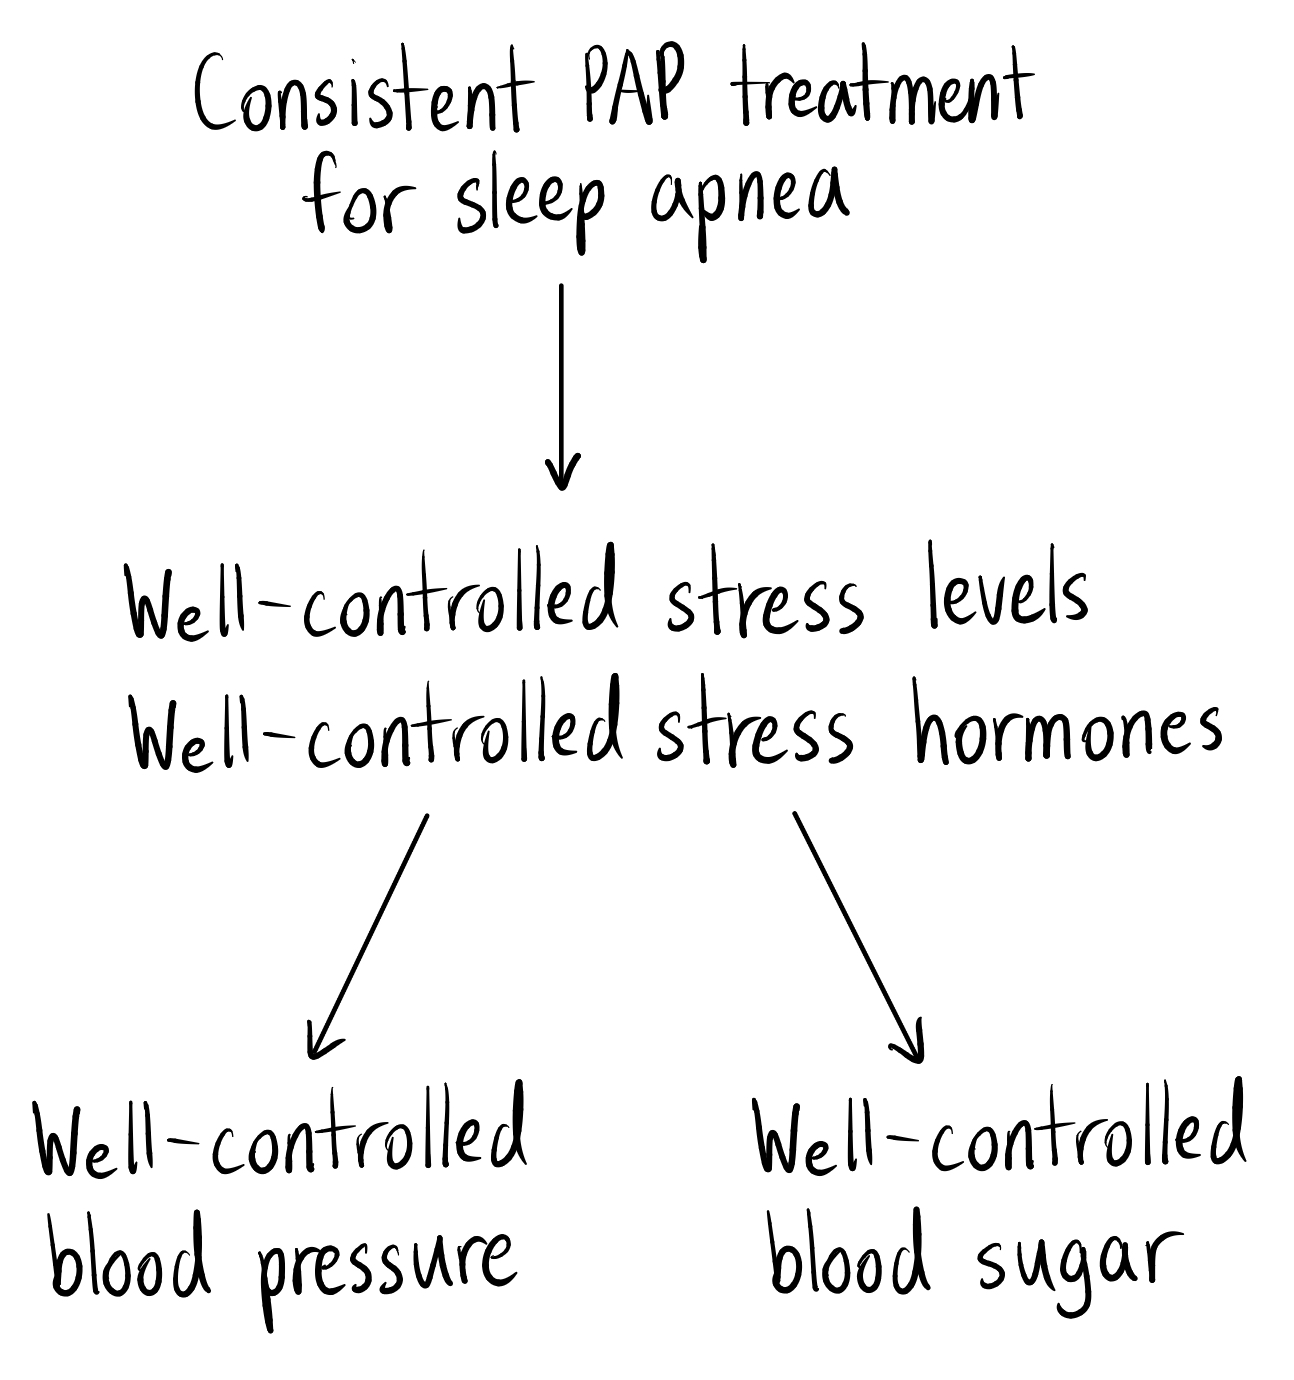 Consistent PAP treatment
for sleep apnea
Well-controlled stress levels
Well-controlled stress hormones
Well-controlled
blood pressure
Well-controlled
blood sugar